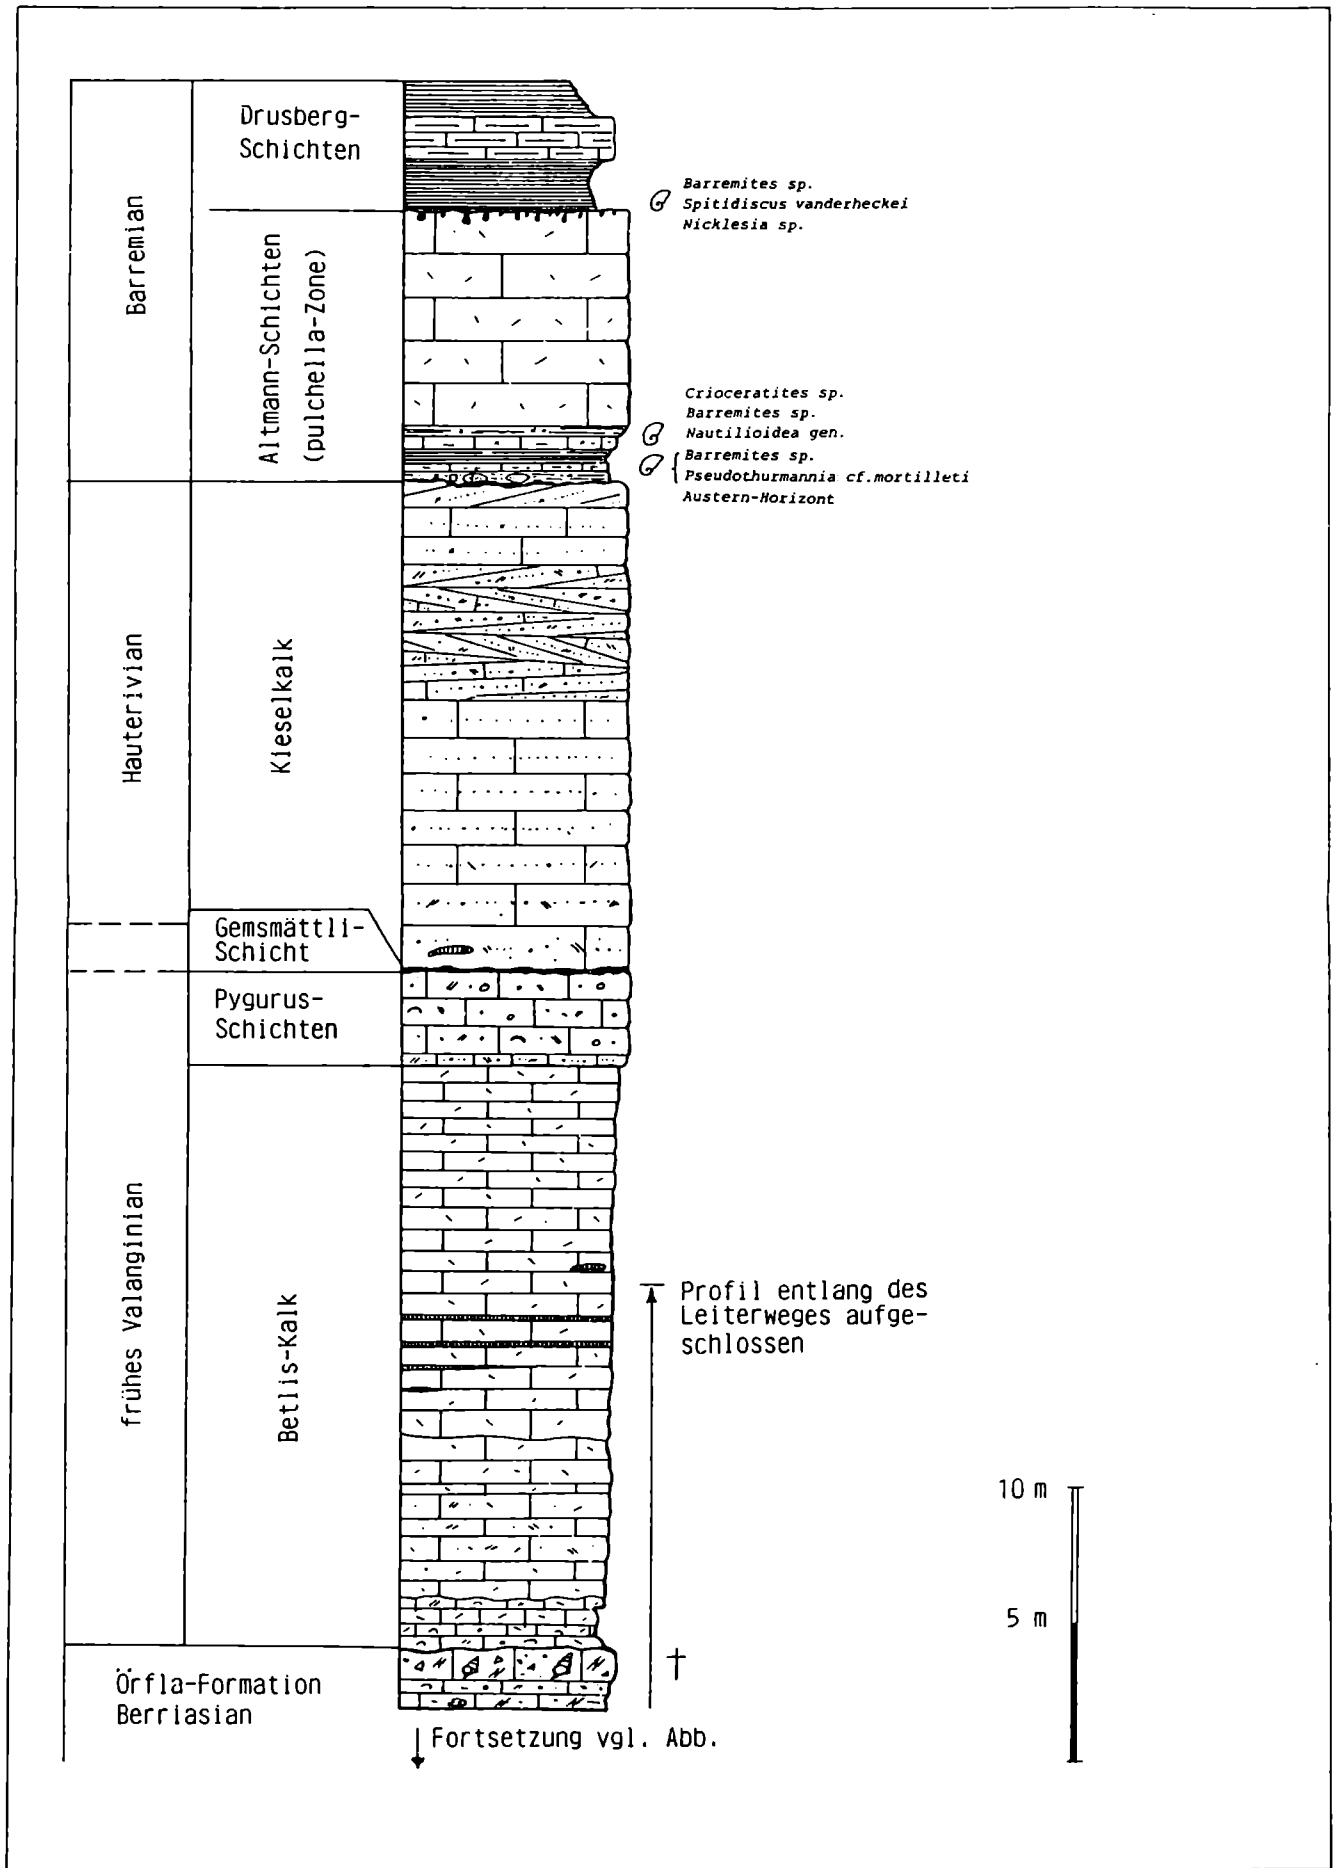 Drusberg-
Schichten
Barremian
Altmann-Schichten
(pulchella-Zone)
Barremites sp.
Spitidiscus vanderheckei
Nicklesia sp.
Crioceratites sp.
Barremites sp.
Nautilioidea gen.
Barremites sp.
Pseudothurmannia cf.mortilleti
Austern-Horizont
Hauterivian
Kieselkalk
Gemsmättli-
Schicht
Pygurus-
Schichten
frühes Valanginian
Betlis-Kalk
Profil entlang des
Leiterweges aufge-
schlossen
10 m
5 m
Örfla-Formation
Berriasian
Fortsetzung vgl. Abb.